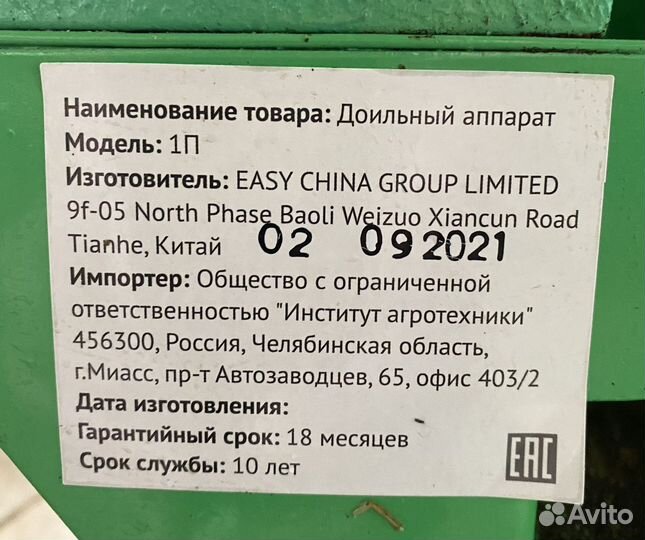 Наименование товара: Доильный аппарат
Модель: 1П
Изготовитель: EASY CHINA GROUP LIMITED
9f-05 North Phase Baoli Weizuo Xiancun Road
Tianhe, Китай 02 092021
Импортер: Общество с ограниченной
ответственностью "Институт агротехники"
456300, Россия, Челябинская область,
г.Миасс, пр-т Автозаводцев, 65, офис 403/2
Дата изготовления:
Гарантийный срок: 18 месяцев
Срок службы: 10 лет
EAC
Avito